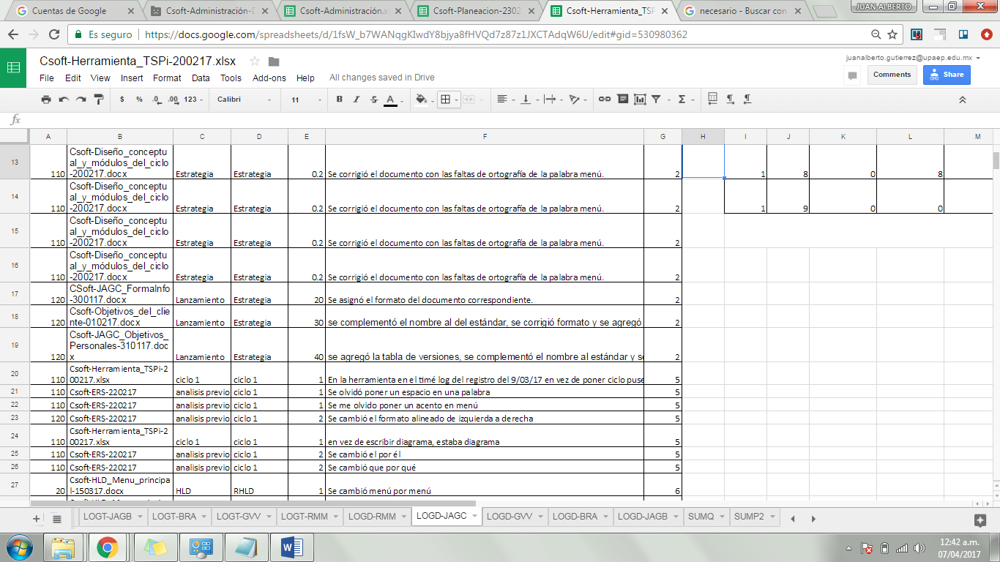 Cuentas de Google
Csoft-Administración-D
Csoft-Administración.x
Csoft-Planeacion-2302
Csoft-Herramienta_TSPi
necesario - Buscar con
JUAN ALBERTO
Es seguro https://docs.google.com/spreadsheets/d/1fsW_b7WANqgKIwdY8bjya8fHVQd7z87z1JXCTAdqW6U/edit#gid=530980362
Csoft-Herramienta_TSPi-200217.xlsx
juanalberto.gutierrez@upaep.edu.mx
File Edit View Insert Format Data Tools Add-ons Help All changes saved in Drive
Comments Share
$ % .0 .00 123 Calibri 11 B I S A
fx
A B C D E F G H I J K L M
13 110 Csoft-Diseño_conceptu
al_y_módulos_del_ciclo
-200217.docx Estrategia Estrategia 0.2 Se corrigió el documento con las faltas de ortografía de la palabra menú. 2 1 8 0 8
14 110 Csoft-Diseño_conceptu
al_y_módulos_del_ciclo
-200217.docx Estrategia Estrategia 0.2 Se corrigió el documento con las faltas de ortografía de la palabra menú. 2 1 9 0 0
15 110 Csoft-Diseño_conceptu
al_y_módulos_del_ciclo
-200217.docx Estrategia Estrategia 0.2 Se corrigió el documento con las faltas de ortografía de la palabra menú. 2
16 110 Csoft-Diseño_conceptu
al_y_módulos_del_ciclo
-200217.docx Estrategia Estrategia 0.2 Se corrigió el documento con las faltas de ortografía de la palabra menú. 2
17 120 CSoft-JAGC_FormaInfo
-300117.docx Lanzamiento Estrategia 20 Se asignó el formato del documento correspondiente. 2
18 120 Csoft-Objetivos_del_clie
nte-010217.docx Lanzamiento Estrategia 30 se complementó el nombre al del estándar, se corrigió formato y se agregó 2
19 120 Csoft-JAGC_Objetivos_
Personales-310117.doc
x Lanzamiento Estrategia 40 se agregó la tabla de versiones, se complementó el nombre al estándar y se 2
20 110 Csoft-Herramienta_TSPi-2
00217.xlsx ciclo 1 ciclo 1 1 En la herramienta en el timé log del registro del 9/03/17 en vez de poner ciclo puse 5
21 110 Csoft-ERS-220217 analisis previo ciclo 1 1 Se olvidó poner un espacio en una palabra 5
22 110 Csoft-ERS-220217 analisis previo ciclo 1 1 Se me olvido poner un acento en menú 5
23 120 Csoft-ERS-220217 analisis previo ciclo 1 2 Se cambió el formato alineado de izquierda a derecha 5
24 110 Csoft-Herramienta_TSPi-2
00217.xlsx ciclo 1 ciclo 1 1 en vez de escribir diagrama, estaba diagrama 5
25 110 Csoft-ERS-220217 analisis previo ciclo 1 2 Se cambió el por él 5
26 110 Csoft-ERS-220217 analisis previo ciclo 1 2 Se cambió que por qué 5
27 20 Csoft-HLD_Menu_principa
l-150317.docx HLD RHLD 1 Se cambió menú por menú 6
LOGT-JAGB LOGT-BRA LOGT-GVV LOGT-RMM LOGD-RMM LOGD-JAGC LOGD-GVV LOGD-BRA LOGD-JAGB SUMQ SUMP2
12:42 a.m.
07/04/2017